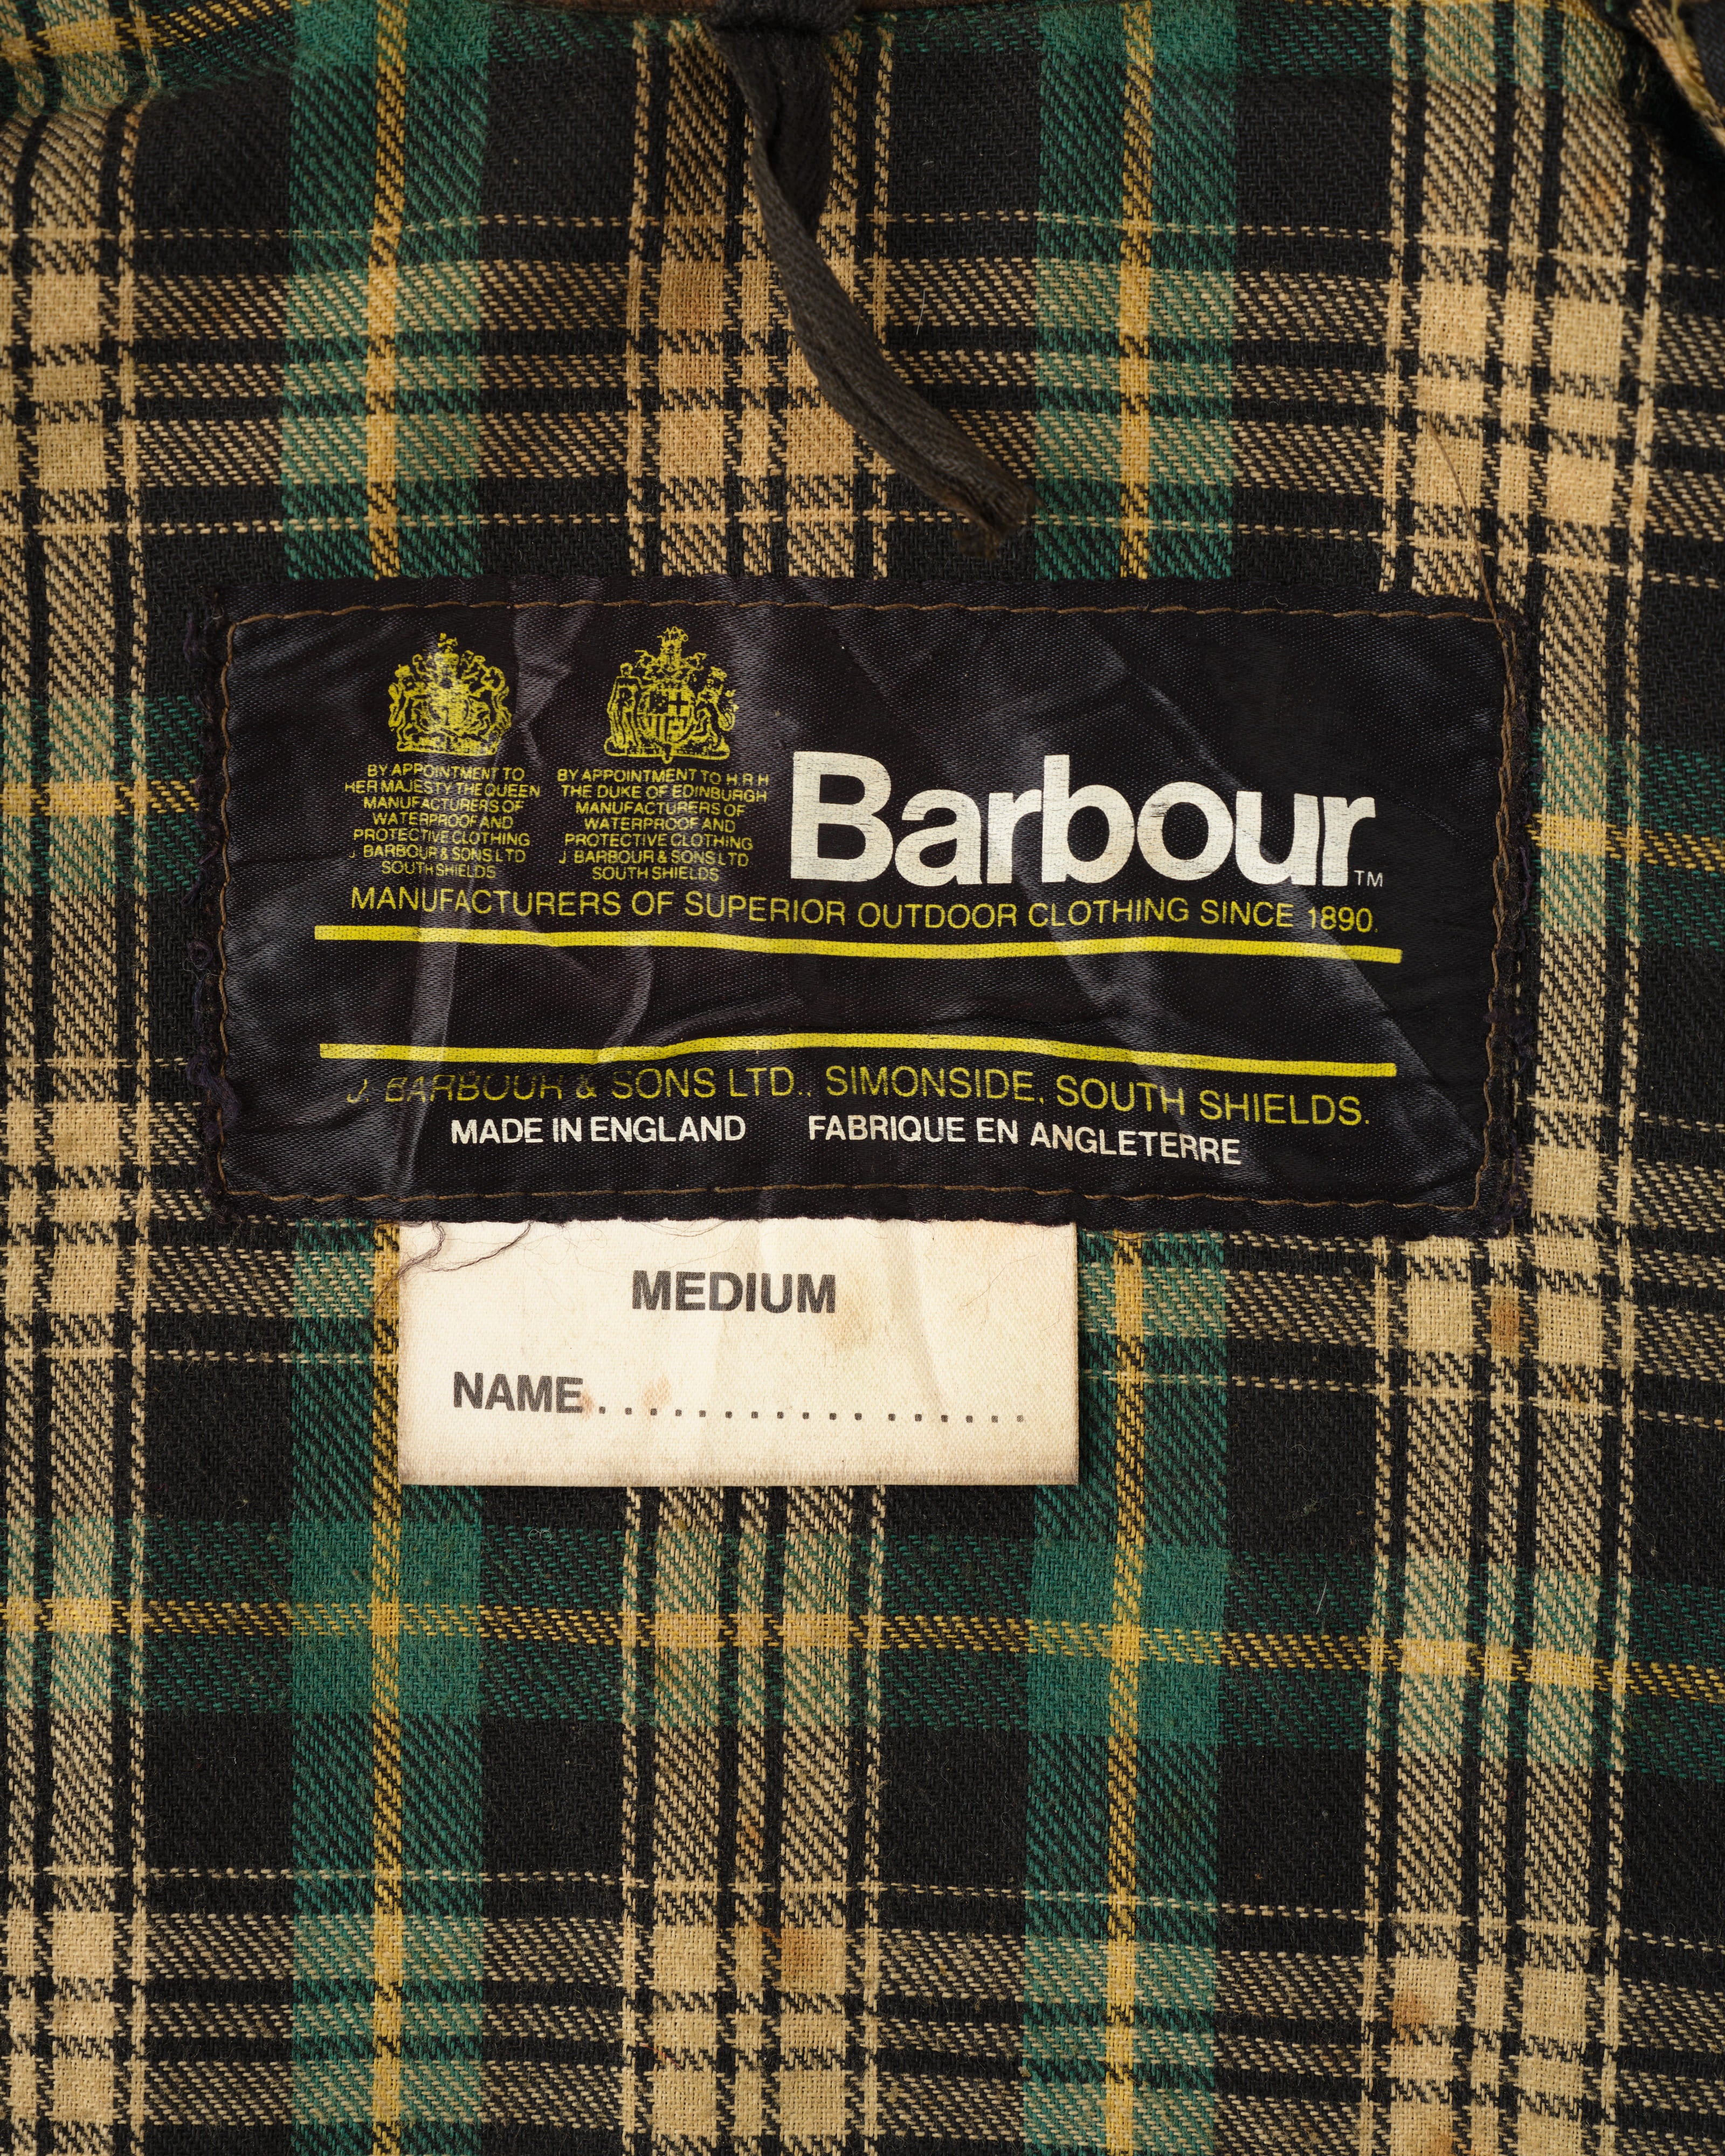 BY APPOINTMENT TO
HER MAJESTY THE QUEEN
MANUFACTURERS OF
WATERPROOF AND
PROTECTIVE CLOTHING
J BARBOUR & SONS LTD
SOUTH SHIELDS
BY APPOINTMENT TO H.R.H
THE DUKE OF EDINBURGH
MANUFACTURERS OF
WATERPROOF AND
PROTECTIVE CLOTHING
J BARBOUR & SONS LTD
SOUTH SHIELDS
Barbour™
MANUFACTURERS OF SUPERIOR OUTDOOR CLOTHING SINCE 1890.
J. BARBOUR & SONS LTD., SIMONSIDE, SOUTH SHIELDS.
MADE IN ENGLAND FABRIQUE EN ANGLETERRE
MEDIUM
NAME..................